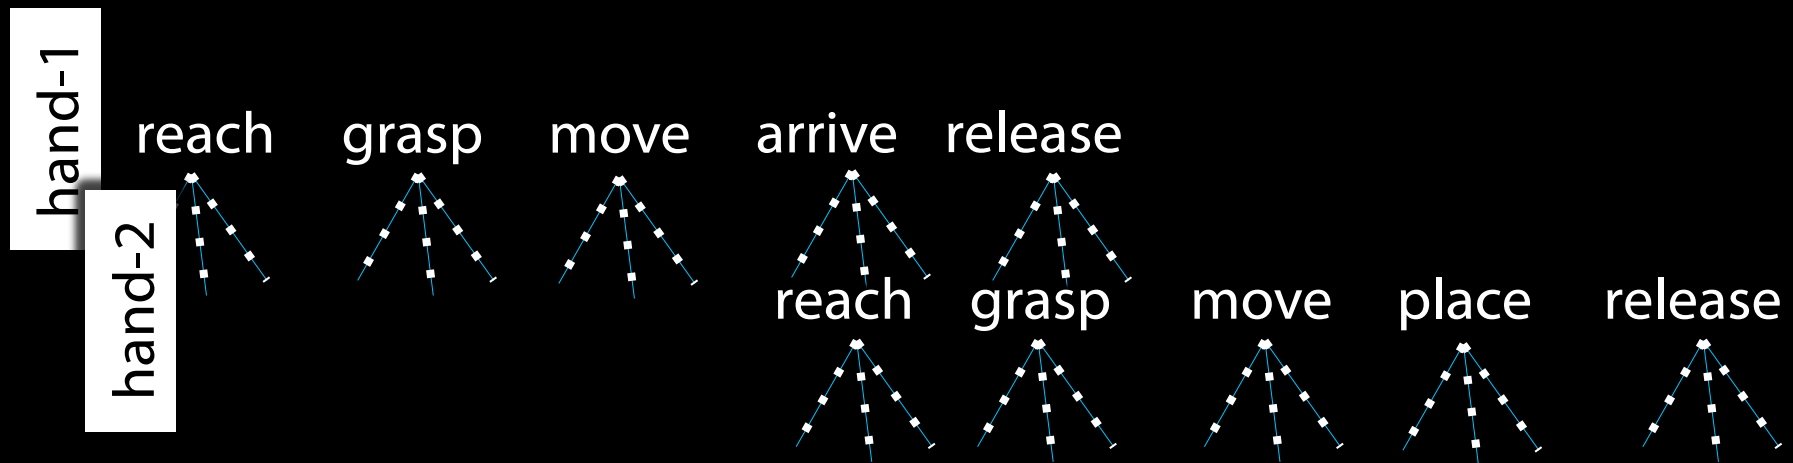 hand-1
reach grasp move arrive release
hand-2
reach grasp move place release